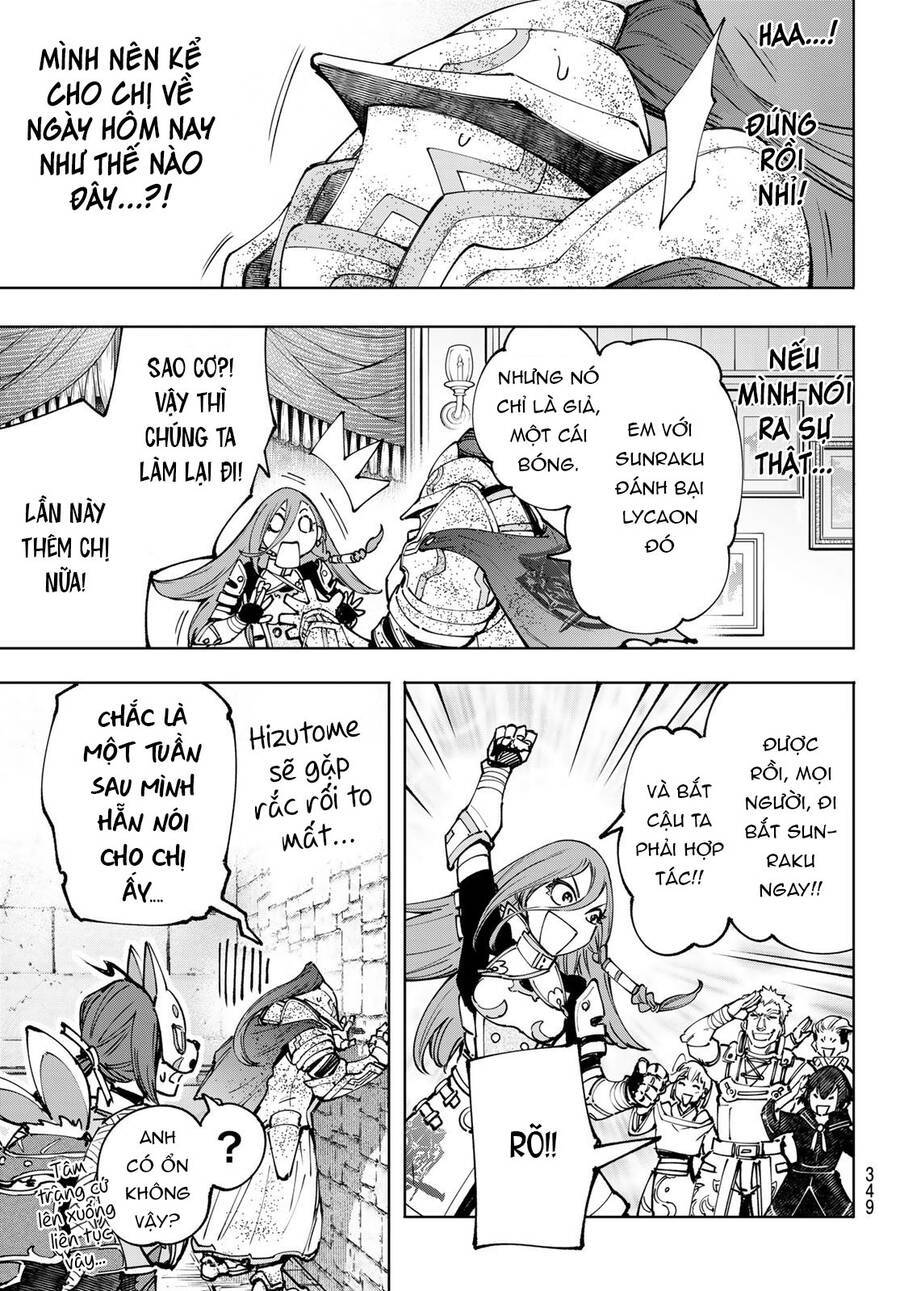 HAA...!
ĐÚNG
RỒI
NHỈ!
MÌNH NÊN KỂ
CHO CHỊ VỀ
NGÀY HÔM NAY
NHƯ THẾ NÀO
ĐÂY...?!
NẾU
MÌNH NÓI
RA SỰ
THẬT...
EM VỚI
SUNRAKU
ĐÁNH BẠI
LYCAON
ĐÓ
NHƯNG NÓ
CHỈ LÀ GIẢ,
MỘT CÁI
BÓNG.
SAO CƠ?!
VẬY THÌ
CHÚNG TA
LÀM LẠI ĐI!
LẦN NÀY
THÊM CHỊ
NỮA!
ĐƯỢC
RỒI, MỌI
NGƯỜI, ĐI
BẮT SUN-
RAKU
NGAY!!
VÀ BẮT
CẬU TA
PHẢI HỢP
TÁC!!
RÕ!!
Hizutome
sẽ gặp
rắc rối to
mất...
CHẮC LÀ
MỘT TUẦN
SAU MÌNH
HẴN NÓI
CHO CHỊ
ẤY....
?
ANH
CÓ ỔN
KHÔNG
VẬY?
Tâm
trạng cứ
lên xuống
liên tục
vậy...
349